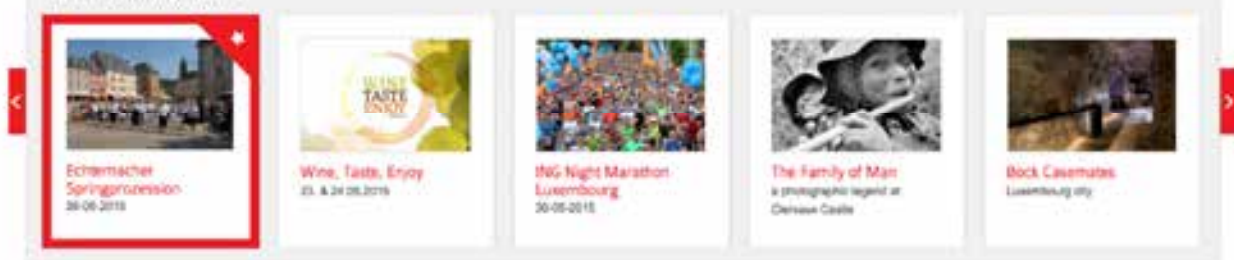 Echternacher
Springprozession
26-05-2015
WINE
TASTE
ENJOY
Wine, Taste, Enjoy
23. & 24.05.2015
ING Night Marathon
Luxembourg
30-05-2015
The Family of Man
a photographic legend at
Clervaux Castle
Bock Casemates
Luxembourg city